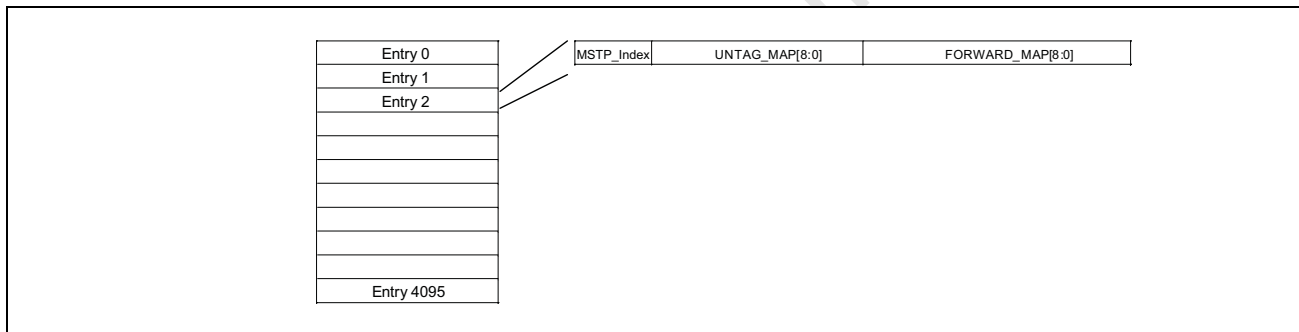 Entry 0
MSTP_Index UNTAG_MAP[8:0] FORWARD_MAP[8:0]
Entry 1
Entry 2
Entry 4095